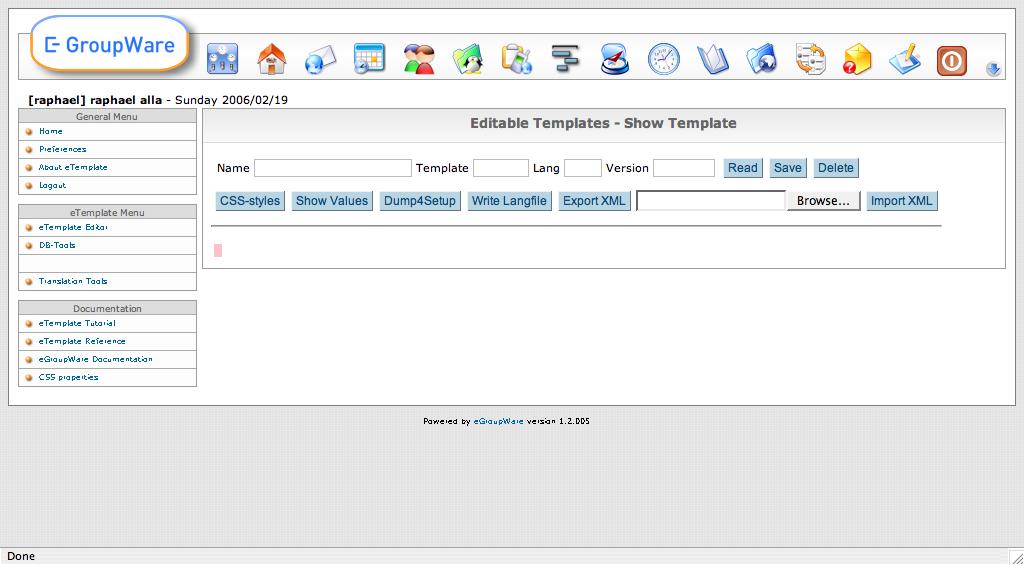 E- GroupWare
[raphael] raphael alla - Sunday 2006/02/19
General Menu
Home
Preferences
About eTemplate
Logout
eTemplate Menu
eTemplate Editor
DB-Tools
Translation Tools
Documentation
eTemplate Tutorial
eTemplate Reference
eGroupWare Documentation
CSS properties
Editable Templates - Show Template
Name Template Lang Version Read Save Delete
CSS-styles Show Values Dump4Setup Write Langfile Export XML Browse... Import XML
Powered by eGroupWare version 1.2.005
Done